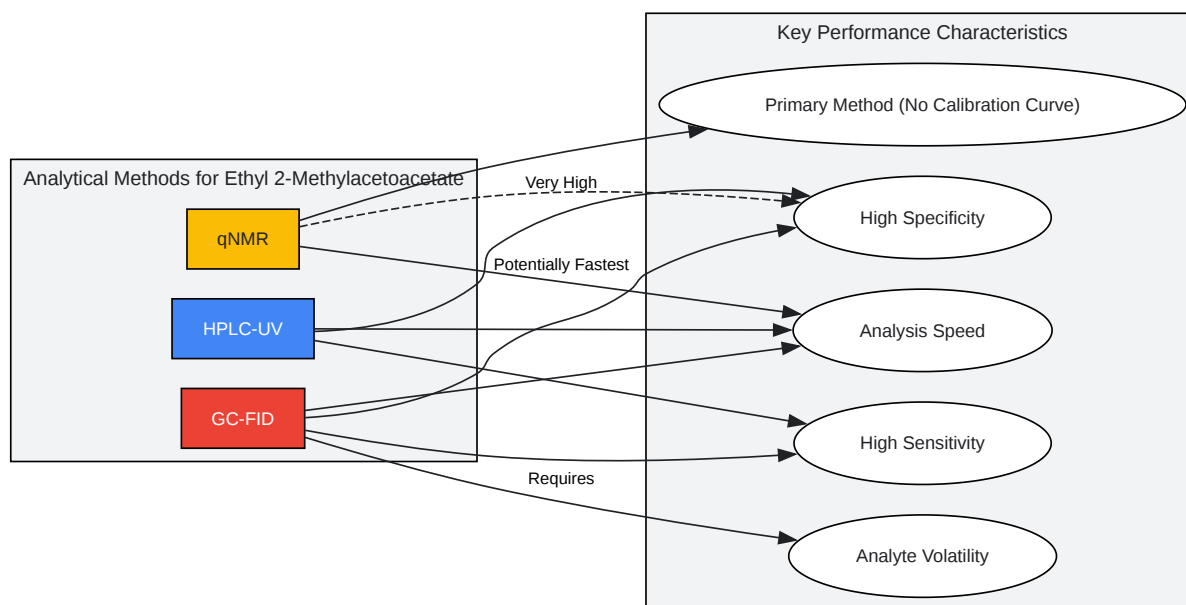 Key Performance Characteristics
Primary Method (No Calibration Curve)
Analytical Methods for Ethyl 2-Methylacetoacetate
Very High
High Specificity
qNMR
Potentially Fastest
HPLC-UV
Analysis Speed
GC-FID
High Sensitivity
Requires
Analyte Volatility